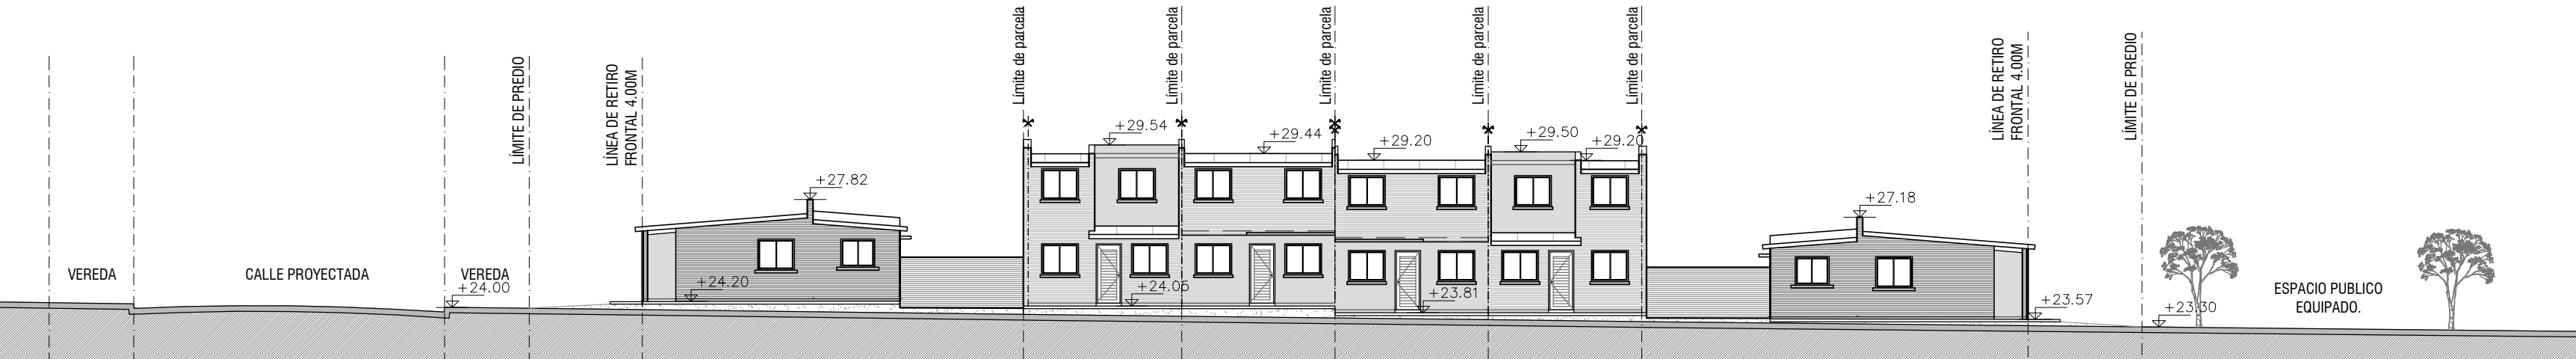 VEREDA
CALLE PROYECTADA
VEREDA
+24.00
LÍMITE DE PREDIO
LÍNEA DE RETIRO
FRONTAL 4.00M
+27.82
+24.20
Límite de parcela
+29.54
+24.05
Límite de parcela
+29.44
Límite de parcela
+29.20
+23.81
Límite de parcela
+29.50
+29.20
Límite de parcela
+27.18
LÍNEA DE RETIRO
FRONTAL 4.00M
+23.57
LÍMITE DE PREDIO
+23.30
ESPACIO PUBLICO
EQUIPADO.